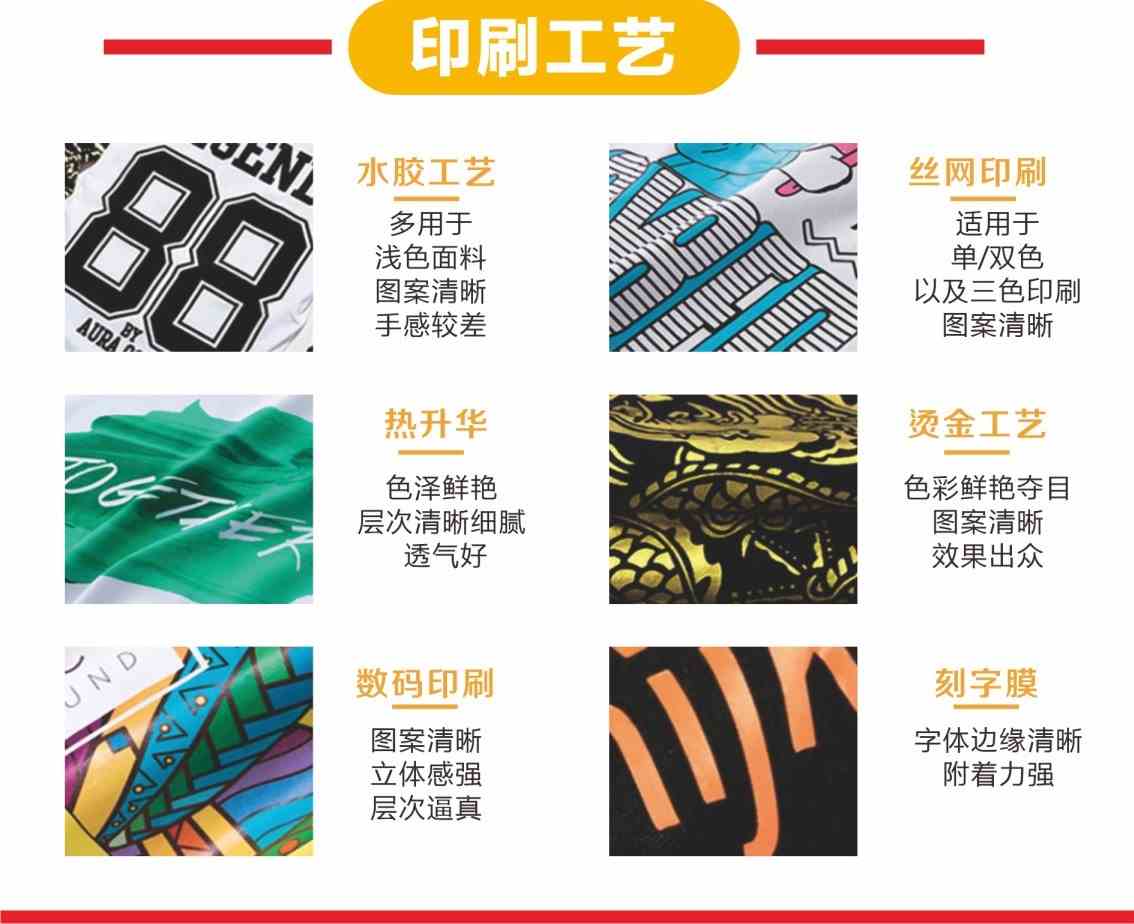 印刷工艺
GEND
88
BY
AURA
水胶工艺
多用于
浅色面料
图案清晰
手感较差
丝网印刷
适用于
单/双色
以及三色印刷
图案清晰
TOGETHER
热升华
色泽鲜艳
层次清晰细腻
透气好
烫金工艺
色彩鲜艳夺目
图案清晰
效果出众
UND
数码印刷
图案清晰
立体感强
层次逼真
刻字膜
字体边缘清晰
附着力强